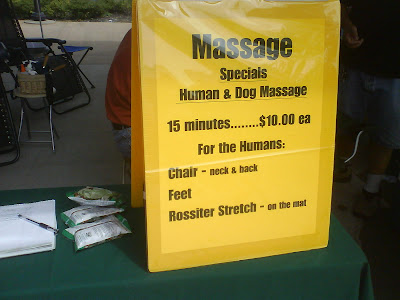 Massage
Specials
Human & Dog Massage
15 minutes........$10.00 ea
For the Humans:
Chair - neck & back
Feet
Rossiter Stretch - on the mat